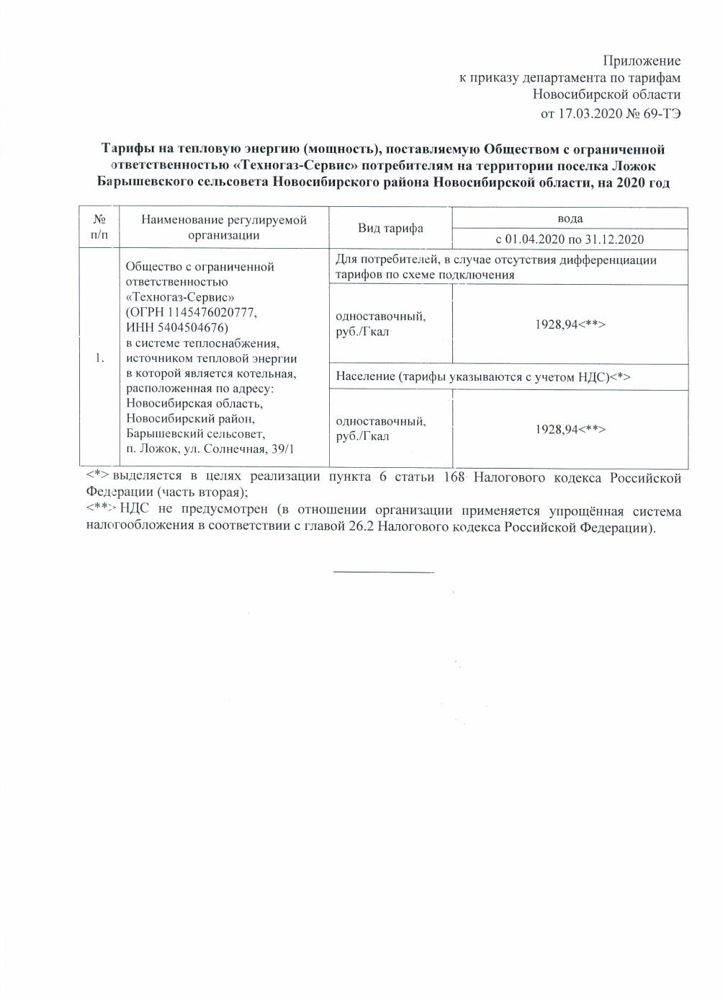 Приложение
к приказу департамента по тарифам
Новосибирской области
от 17.03.2020 № 69-ТЭ
Тарифы на тепловую энергию (мощность), поставляемую Обществом с ограниченной
ответственностью «Техногаз-Сервис» потребителям на территории поселка Ложок
Барышевского сельсовета Новосибирского района Новосибирской области, на 2020 год
№
п/п
Наименование регулируемой
организации
Вид тарифа
вода
с 01.04.2020 по 31.12.2020
1.
Общество с ограниченной
ответственностью
«Техногаз-Сервис»
(ОГРН 1145476020777,
ИНН 5404504676)
в системе теплоснабжения,
источником тепловой энергии
в которой является котельная,
расположенная по адресу:
Новосибирская область,
Новосибирский район,
Барышевский сельсовет,
п. Ложок, ул. Солнечная, 39/1
Для потребителей, в случае отсутствия дифференциации
тарифов по схеме подключения
одноставочный,
руб./Гкал
1928,94<**>
Население (тарифы указываются с учетом НДС)<*>
одноставочный,
руб./Гкал
1928,94<**>
<*> выделяется в целях реализации пункта 6 статьи 168 Налогового кодекса Российской
Федерации (часть вторая);
<**> НДС не предусмотрен (в отношении организации применяется упрощённая система
налогообложения в соответствии с главой 26.2 Налогового кодекса Российской Федерации).